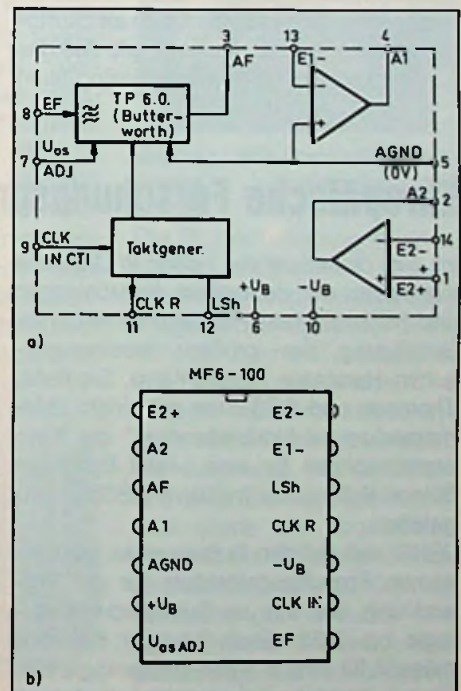 3 13 4
AF E1- A1
8 EF
TP 6.0.
(Butter-
worth)
7 Uos
ADJ
AGND 5
(0V)
A2 2
9 CLK
IN CTI
Taktgener.
E2- 14
+
E2+ 1
CLK R LSh +UB -UB
11 12 6 10
a)
MF6-100
E2+ E2-
A2 E1-
AF LSh
A1 CLK R
AGND -UB
+UB CLK IN
Uos ADJ EF
b)